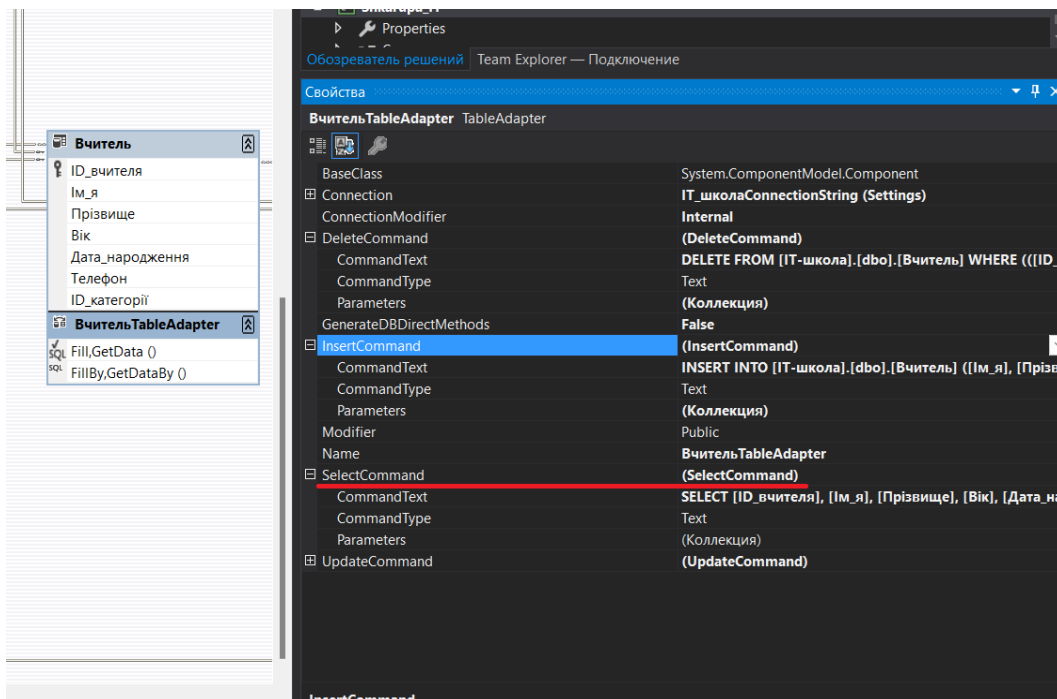 Shkarupa_IT
Properties
Обозреватель решений Team Explorer — Подключение
Свойства
ВчительTableAdapter TableAdapter
BaseClass System.ComponentModel.Component
Connection IT_школаConnectionString (Settings)
ConnectionModifier Internal
DeleteCommand (DeleteCommand)
CommandText DELETE FROM [IT-школа].[dbo].[Вчитель] WHERE (([ID_
CommandType Text
Parameters (Коллекция)
GenerateDBDirectMethods False
InsertCommand (InsertCommand)
CommandText INSERT INTO [IT-школа].[dbo].[Вчитель] ([Ім_я], [Прізв
CommandType Text
Parameters (Коллекция)
Modifier Public
Name ВчительTableAdapter
SelectCommand (SelectCommand)
CommandText SELECT [ID_вчителя], [Ім_я], [Прізвище], [Вік], [Дата_на
CommandType Text
Parameters (Коллекция)
UpdateCommand (UpdateCommand)
InsertCommand
Вчитель
ID_вчителя
Ім_я
Прізвище
Вік
Дата_народження
Телефон
ID_категорії
ВчительTableAdapter
SQL Fill,GetData ()
SQL FillBy,GetDataBy ()